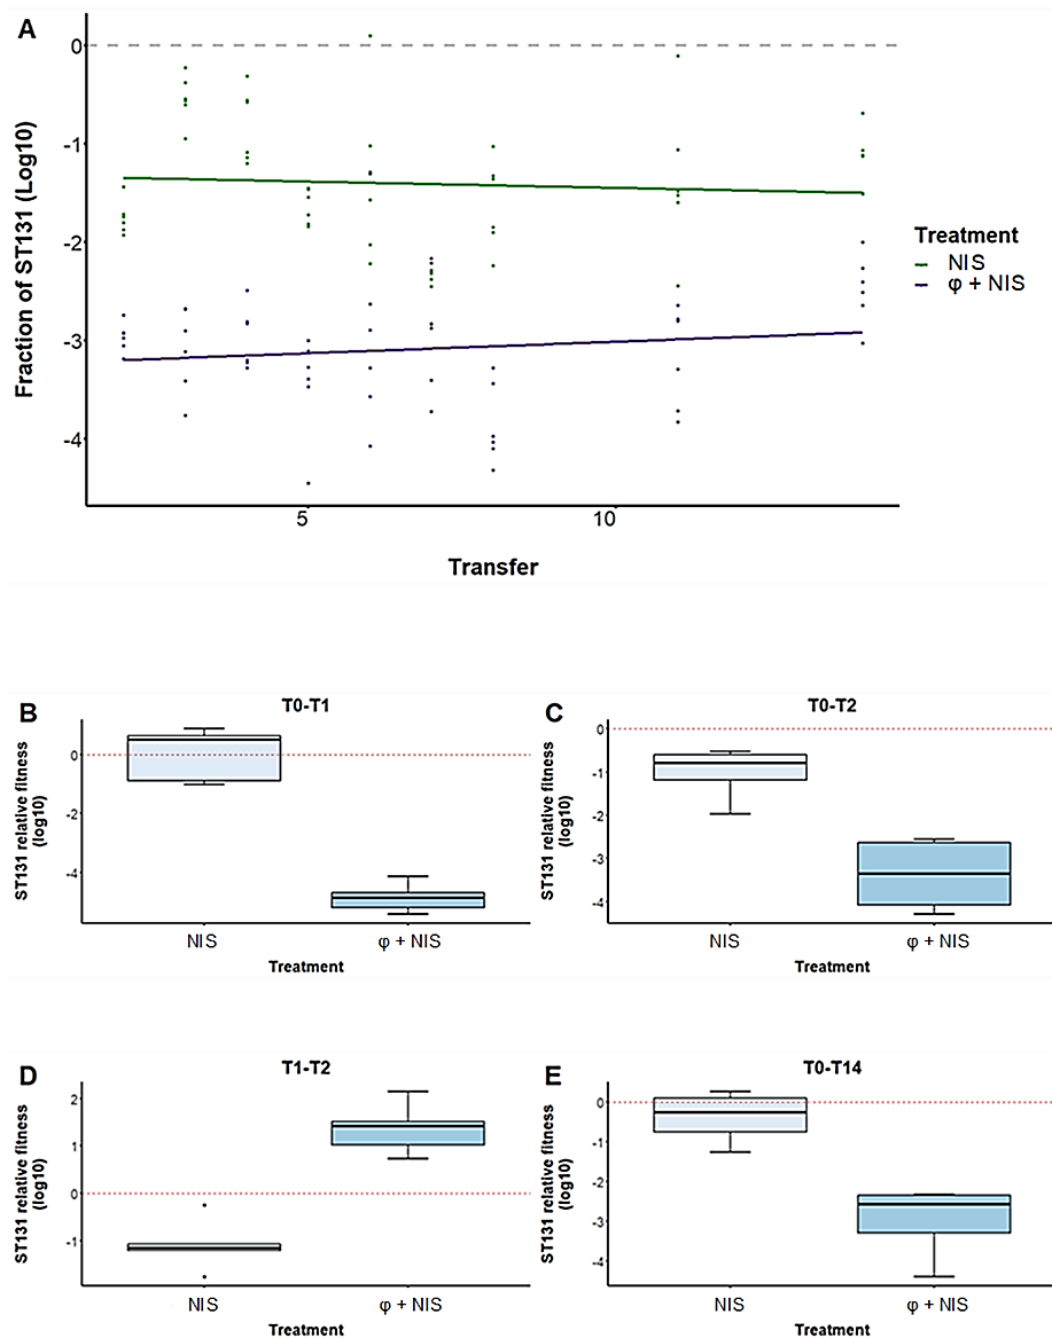 A
Fraction of ST131 (Log10)
0
-1
-2
-3
-4
5
10
Transfer
Treatment
NIS
φ + NIS
B
T0-T1
ST131 relative fitness
(log10)
0
-2
-4
NIS
φ + NIS
Treatment
C
T0-T2
ST131 relative fitness
(log10)
0
-1
-2
-3
-4
NIS
φ + NIS
Treatment
D
T1-T2
ST131 relative fitness
(log10)
2
1
0
-1
NIS
φ + NIS
Treatment
E
T0-T14
ST131 relative fitness
(log10)
0
-1
-2
-3
-4
NIS
φ + NIS
Treatment